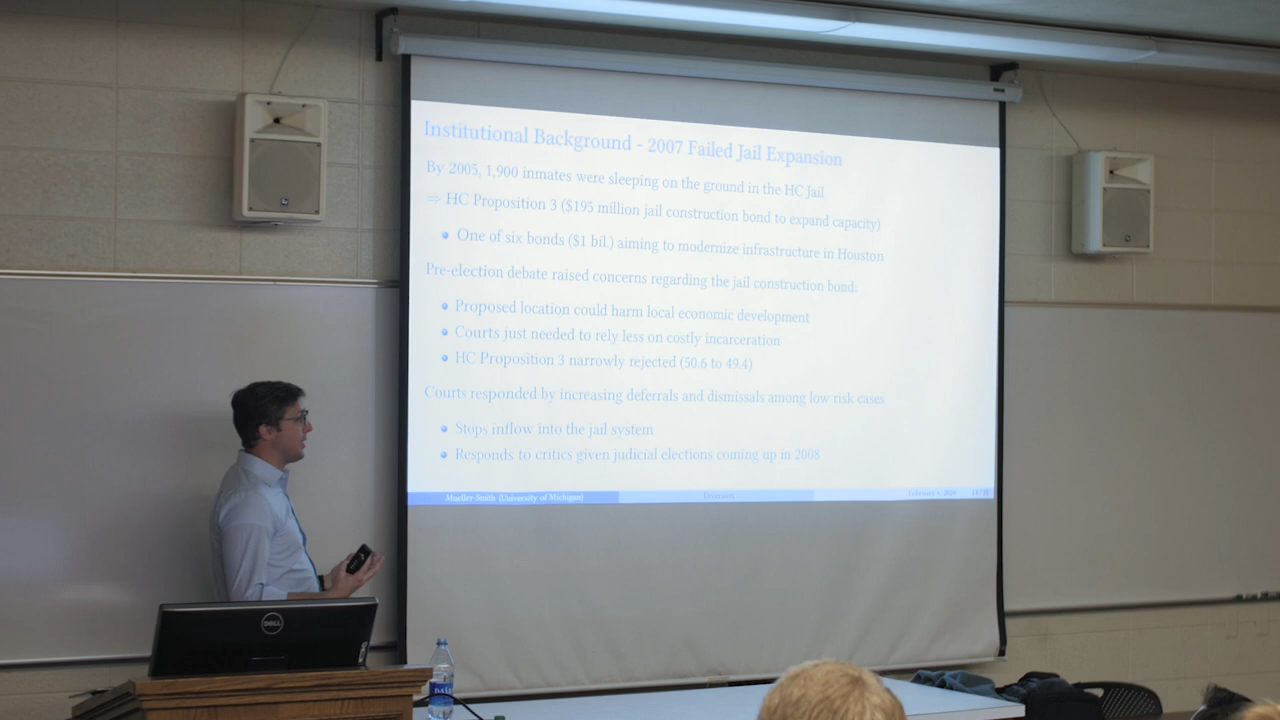 Institutional Background - 2007 Failed Jail Expansion
By 2005, 1,900 inmates were sleeping on the ground in the HC Jail
⇒ HC Proposition 3 ($195 million jail construction bond to expand capacity)
One of six bonds ($1 bil.) aiming to modernize infrastructure in Houston
Pre-election debate raised concerns regarding the jail construction bond:
Proposed location could harm local economic development
Courts just needed to rely less on costly incarceration
HC Proposition 3 narrowly rejected (50.6 to 49.4)
Courts responded by increasing deferrals and dismissals among low risk cases
Stops inflow into the jail system
Responds to critics given judicial elections coming up in 2008
Mueller-Smith (University of Michigan)
Diversion
February 4, 2020
DELL
DASANI